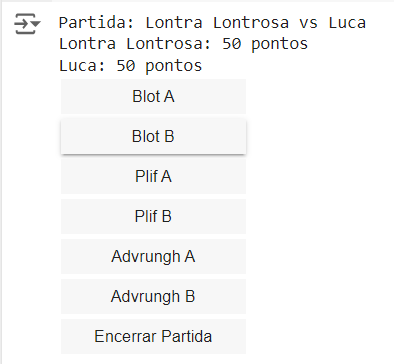 Partida: Lontra Lontrosa vs Luca
Lontra Lontrosa: 50 pontos
Luca: 50 pontos
Blot A
Blot B
Plif A
Plif B
Advrungh A
Advrungh B
Encerrar Partida